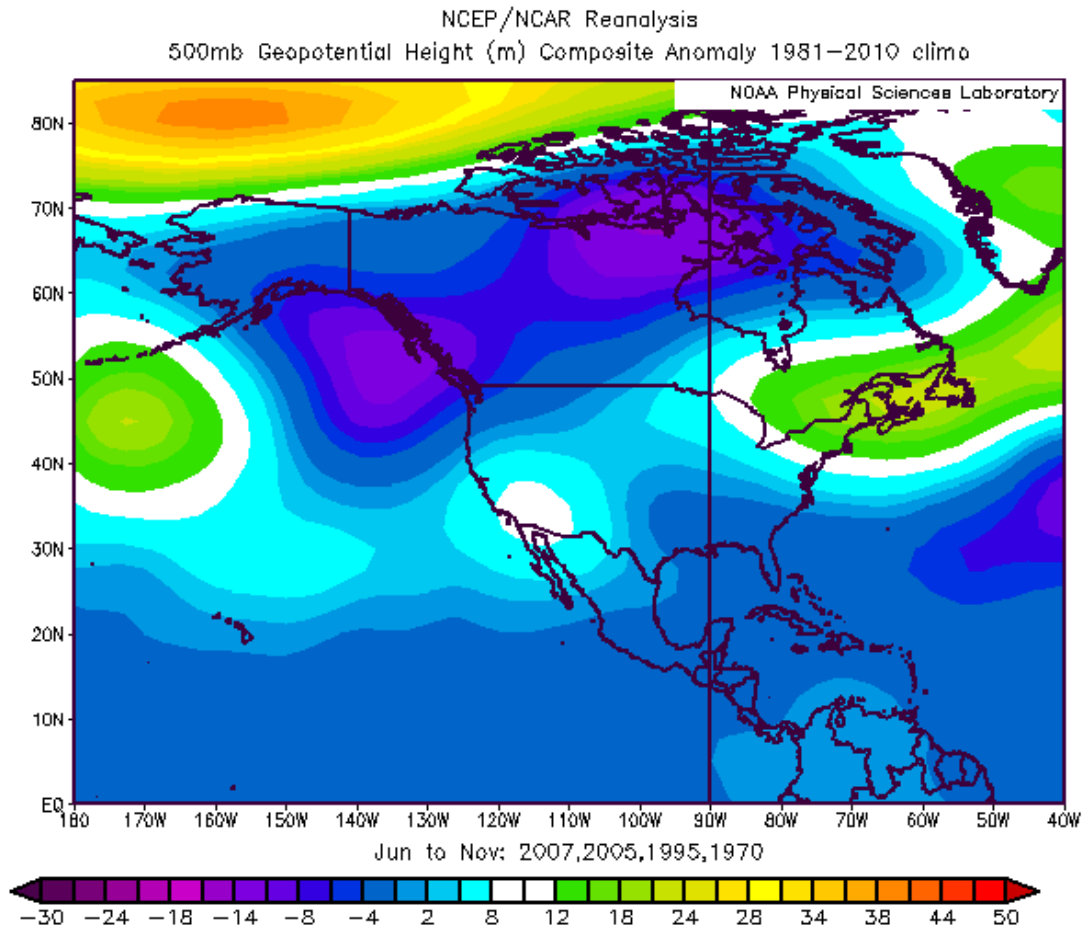 NCEP/NCAR Reanalysis
500mb Geopotential Height (m) Composite Anomaly 1981-2010 climo
NOAA Physical Sciences Laboratory
80N
70N
60N
50N
40N
30N
20N
10N
EQ
180 170W 160W 150W 140W 130W 120W 110W 100W 90W 80W 70W 60W 50W 40W
Jun to Nov: 2007,2005,1995,1970
-30 -24 -18 -14 -8 -4 2 8 12 18 24 28 34 38 44 50